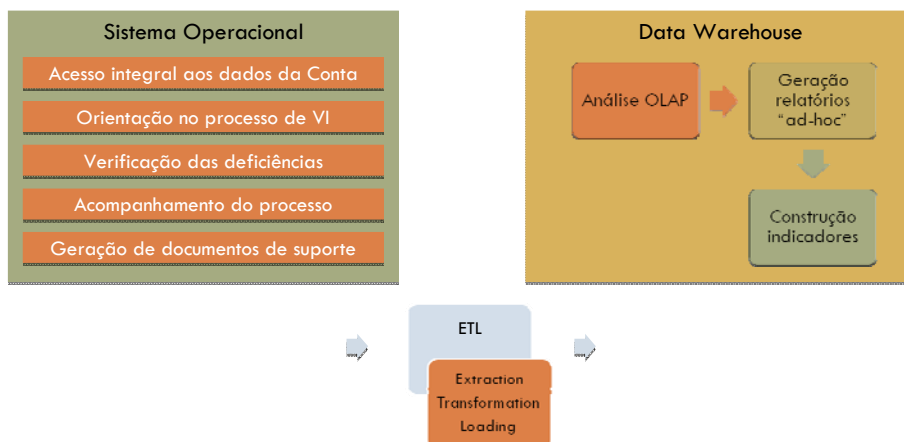 Sistema Operacional
Acesso integral aos dados da Conta
Orientação no processo de VI
Verificação das deficiências
Acompanhamento do processo
Geração de documentos de suporte
Data Warehouse
Análise OLAP
Geração
relatórios
“ad-hoc”
Construção
indicadores
ETL
Extraction
Transformation
Loading